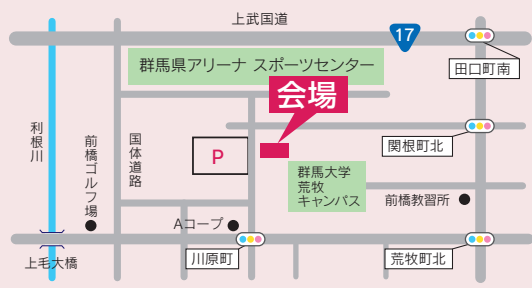 上武国道
17
田口町南
群馬県アリーナ スポーツセンター
会場
利根川
前橋ゴルフ場
国体道路
P
関根町北
群馬大学
荒牧
キャンパス
前橋教習所
Aコープ
上毛大橋
川原町
荒牧町北